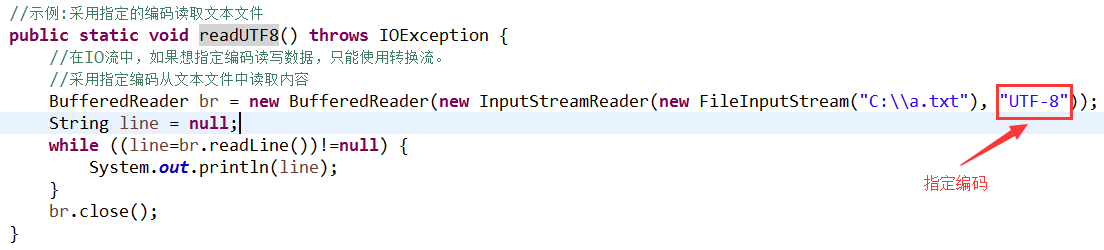 //示例:采用指定的编码读取文本文件
public static void readUTF8() throws IOException {
//在IO流中，如果想指定编码读写数据，只能使用转换流。
//采用指定编码从文本文件中读取内容
BufferedReader br = new BufferedReader(new InputStreamReader(new FileInputStream("C:\\a.txt"), "UTF-8"));
String line = null;
while ((line=br.readLine())!=null) {
System.out.println(line);
}
br.close();
}
指定编码